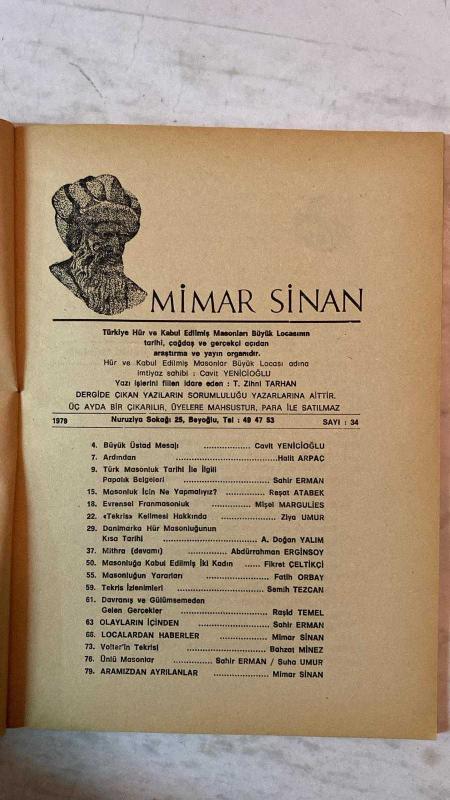 MİMAR SİNAN
Türkiye Hür ve Kabul Edilmiş Masonları Büyük Locasının
tarihi, çağdaş ve gerçekçi açıdan
araştırma ve yayın organıdır.
Hür ve Kabul Edilmiş Masonlar Büyük Locası adına
imtiyaz sahibi : Cavit YENİCİOĞLU
Yazı işlerini fiilen idare eden : T. Zihni TARHAN
DERGİDE ÇIKAN YAZILARIN SORUMLULUĞU YAZARLARINA AİTTİR.
ÜÇ AYDA BİR ÇIKARILIR, ÜYELERE MAHSUSTUR, PARA İLE SATILMAZ
1979 Nuruziya Sokağı 25, Beyoğlu, Tel : 49 47 53 SAYI : 34
4. Büyük Üstad Mesajı .................. Cavit YENİCİOĞLU
7. Ardından .................. Halit ARPAÇ
9. Türk Masonluk Tarihi İle İlgili
Papalık Belgeleri .................. Sahir ERMAN
15. Masonluk İçin Ne Yapmalıyız? .................. Reşat ATABEK
18. Evrensel Franmasonluk .................. Mişel MARGULİES
22. «Tekris» Kelimesi Hakkında .................. Ziya UMUR
29. Danimarka Hür Masonluğunun
Kısa Tarihi .................. A. Doğan YALIM
37. Mithra (devamı) .................. Abdürrahman ERGİNSOY
50. Masonluğa Kabul Edilmiş İki Kadın ...... Fikret ÇELTİKÇİ
55. Masonluğun Yararları .................. Fatih ORBAY
59. Tekris İzlenimleri .................. Semih TEZCAN
61. Davranış ve Gülümsemeden
Gelen Gerçekler .................. Raşid TEMEL
63 OLAYLARIN İÇİNDEN .................. Sahir ERMAN
66. LOCALARDAN HABERLER .................. Mimar SİNAN
73. Volter'in Tekrisi .................. Behzat MİNEZ
76. Ünlü Masonlar .................. Sahir ERMAN / Suha UMUR
79. ARAMIZDAN AYRILANLAR .................. Mimar SİNAN